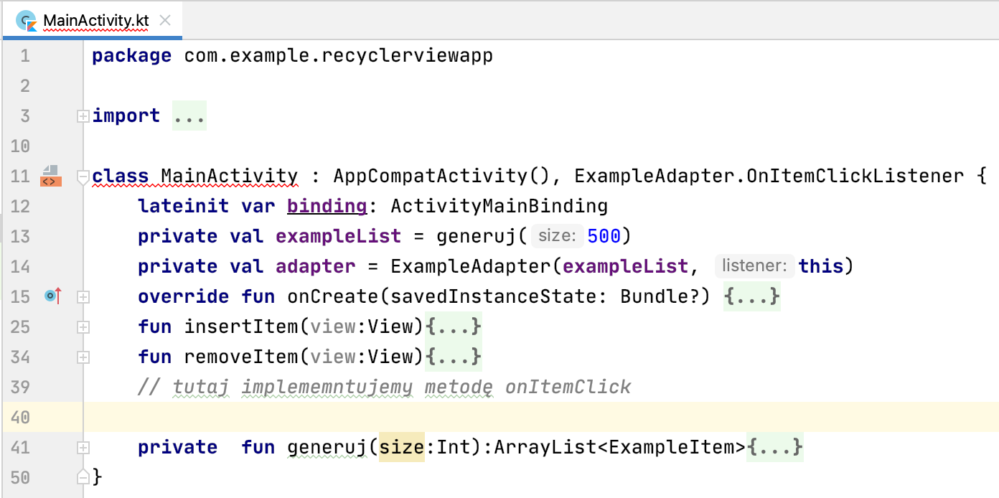 MainActivity.kt
1 package com.example.recyclerviewapp
2
3 import ...
10
11 class MainActivity : AppCompatActivity(), ExampleAdapter.OnItemClickListener {
12 lateinit var binding: ActivityMainBinding
13 private val exampleList = generuj( size: 500)
14 private val adapter = ExampleAdapter(exampleList, listener: this)
15 override fun onCreate(savedInstanceState: Bundle?) {...}
25 fun insertItem(view:View){...}
34 fun removeItem(view:View){...}
39 // tutaj implememntujemy metodę onItemClick
40
41 private  fun generuj(size:Int):ArrayList<ExampleItem>{...}
50 }